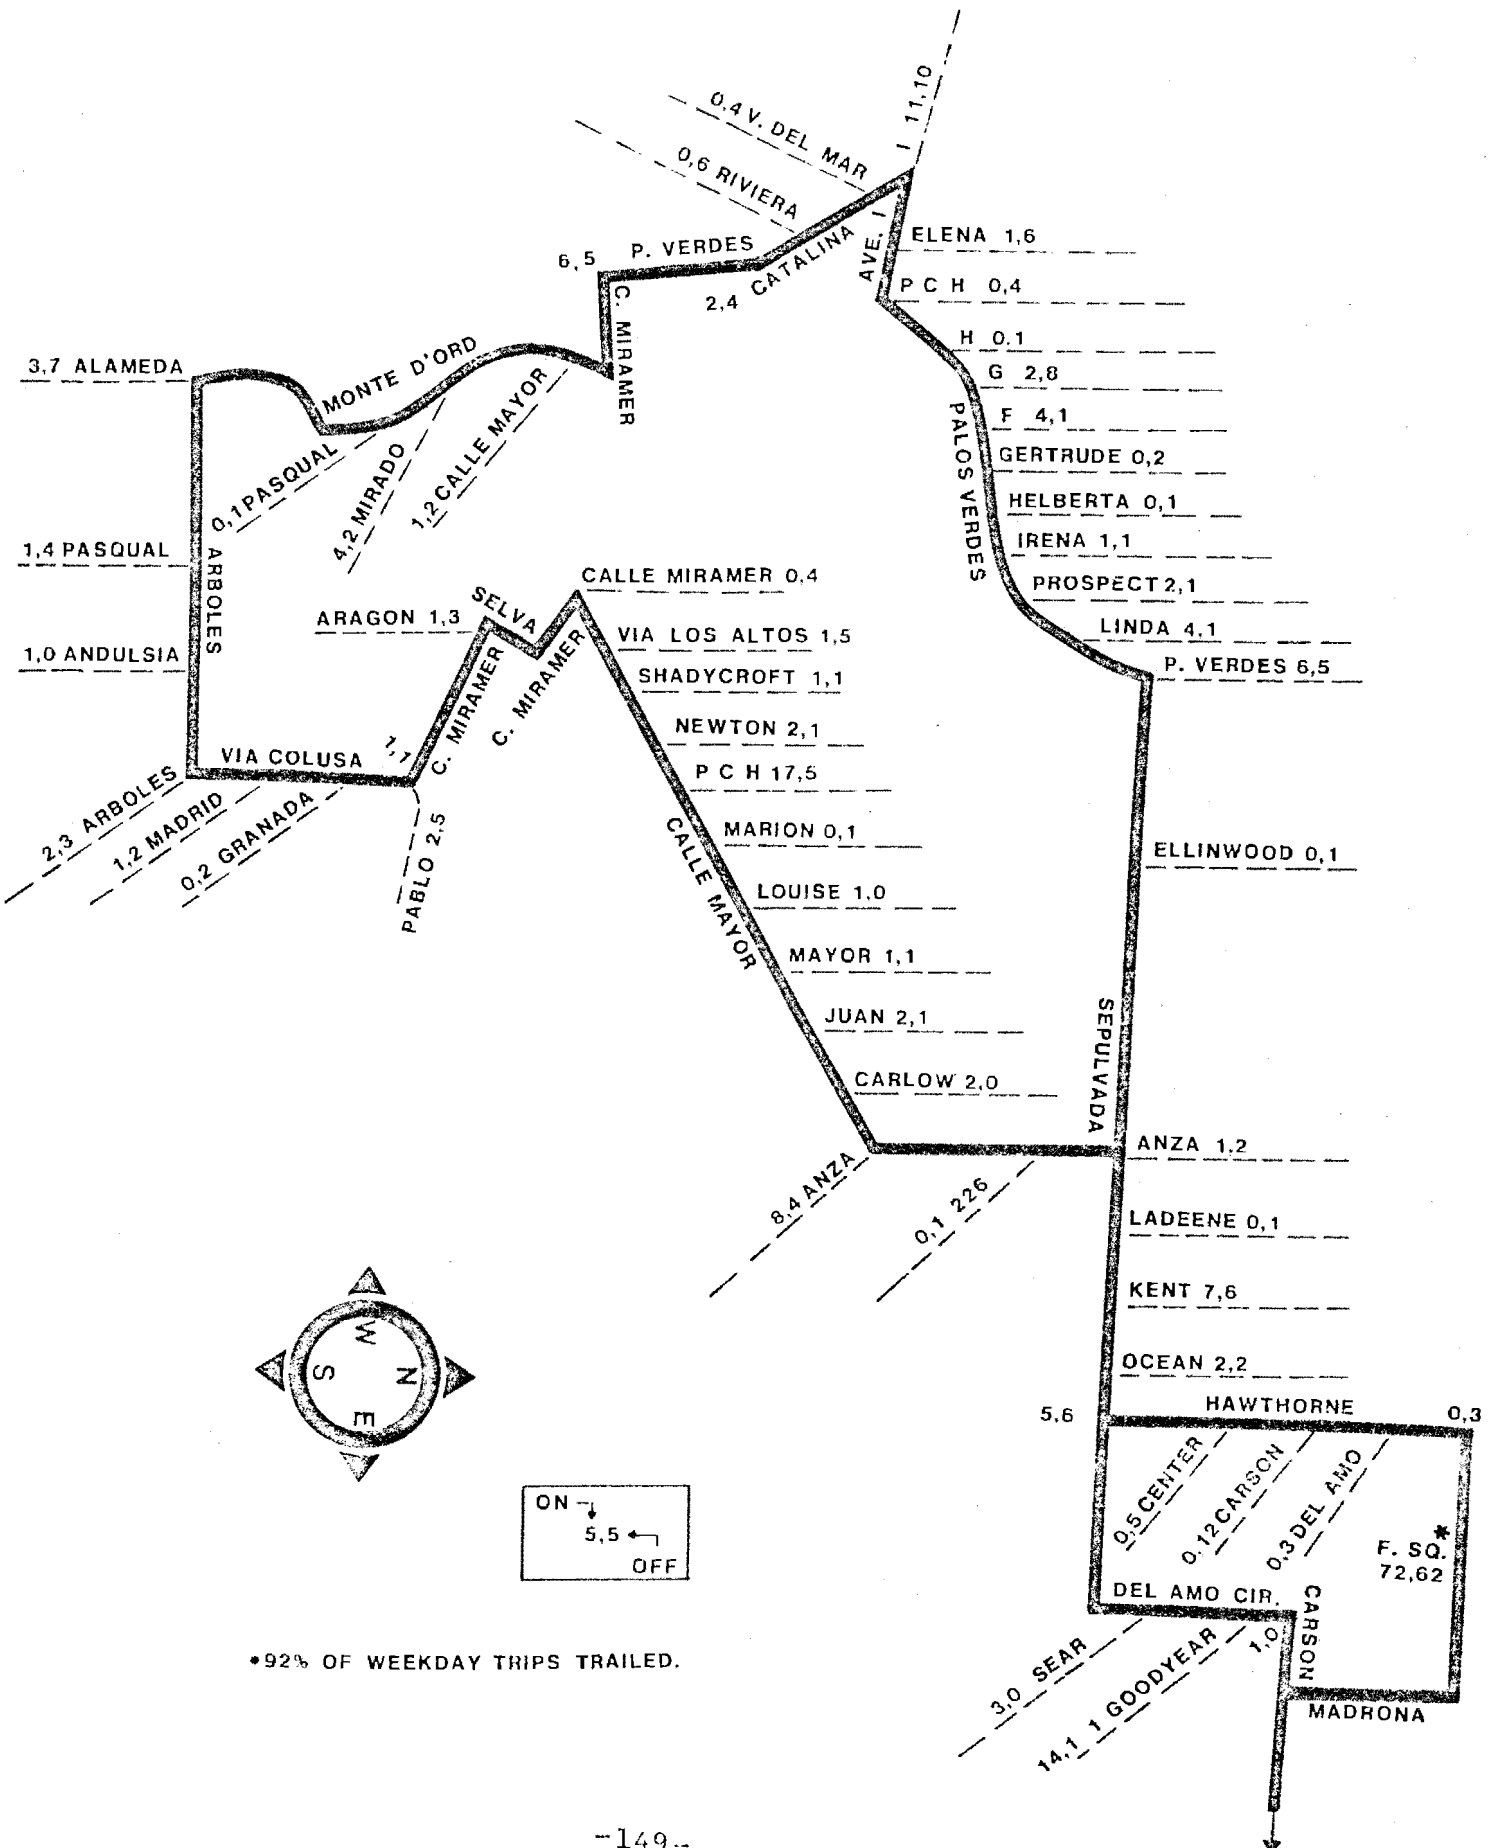 I 11,10
0,4 V. DEL MAR
0,6 RIVIERA
CATALINA
AVE. I
ELENA 1,6
P C H 0,4
6,5
P. VERDES
2,4
C. MIRAMER
H 0.1
G 2,8
F 4,1
PALOS VERDES
GERTRUDE 0,2
HELBERTA 0,1
IRENA 1,1
PROSPECT 2,1
LINDA 4,1
P. VERDES 6,5
3,7 ALAMEDA
MONTE D'ORD
0,1 PASQUAL
4,2 MIRADO
1,2 CALLE MAYOR
1,4 PASQUAL
ARBOLES
1,0 ANDULSIA
ARAGON 1,3
SELVA
CALLE MIRAMER 0,4
VIA LOS ALTOS 1,5
SHADYCROFT 1,1
C. MIRAMER
C. MIRAMER
NEWTON 2,1
P C H 17,5
VIA COLUSA
1,1
2,3 ARBOLES
1,2 MADRID
0,2 GRANADA
PABLO 2,5
MARION 0,1
CALLE MAYOR
LOUISE 1,0
MAYOR 1,1
JUAN 2,1
CARLOW 2,0
ELLINWOOD 0,1
SEPULVADA
ANZA 1,2
8,4 ANZA
0,1 226
LADEENE 0,1
KENT 7,6
OCEAN 2,2
5,6
HAWTHORNE
0,3
0,5 CENTER
0,12 CARSON
0,3 DEL AMO
F. SQ.*
72,62
W
S
N
E
ON
5,5
OFF
DEL AMO CIR.
CARSON
1,0
3,0 SEAR
14,1 1 GOODYEAR
MADRONA
*92% OF WEEKDAY TRIPS TRAILED.
-149-